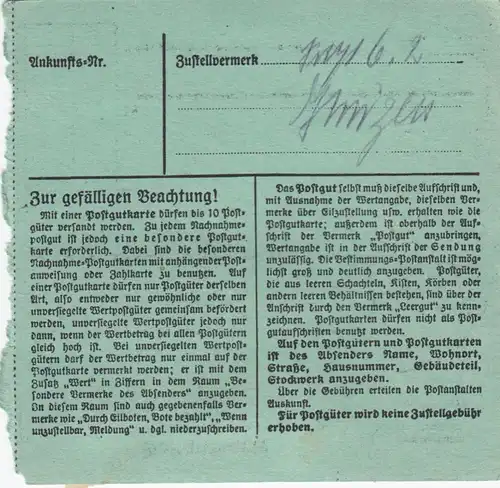 Ankunfts-Nr.
Zustellvermerk
6. 2
Zur gefälligen Beachtung!
Mit einer Postgutkarte dürfen bis 10 Post-
güter versandt werden. Zu jedem Nachnahme-
postgut ist jedoch eine besondere Postgut-
karte erforderlich. Dabei sind die besonderen
Nachnahme-Postgutkarten mit anhängender Post-
anweisung oder Zahlkarte zu benutzen. Auf
einer Postgutkarte dürfen nur Postgüter derselben
Art, also entweder nur gewöhnliche oder nur
unversiegelte Wertpostgüter gemeinsam befördert
werden, unversiegelte Wertpostgüter jedoch nur
dann, wenn der Wertbetrag bei allen Postgütern
gleich hoch ist. Bei unversiegelten Wertpost-
gütern darf der Wertbetrag nur einmal auf der
Postgutkarte vermerkt werden; er ist mit dem
Zusatz „Wert" in Ziffern in dem Raum „Be-
sondere Vermerke des Absenders" anzugeben.
In diesem Raum sind auch gegebenenfalls Ver-
merke wie „Durch Eilboten, Bote bezahlt", „Wenn
unzustellbar, Meldung" u. dgl. niederzuschreiben.
Das Postgut selbst muß dieselbe Aufschrift und,
mit Ausnahme der Wertangabe, dieselben Ver-
merke über Eilzustellung usw. erhalten wie die
Postgutkarte; außerdem ist oberhalb der Auf-
schrift der Vermerk „Postgut" anzubringen,
Wertangabe ist in der Aufschrift der Sendung
unzulässig. Die Bestimmungs-Postanstalt ist mög-
lichst groß und deutlich anzugeben. Postgüter,
die aus leeren Schachteln, Kisten, Körben oder
andern leeren Behältnissen bestehen, sind über der
Anschrift durch den Vermerk „Leergut" zu kenn-
zeichnen. Postgutkarten dürfen nicht als Post-
gutaufschriften benutzt werden.
Auf den Postgütern und Postgutkarten
ist des Absenders Name, Wohnort,
Straße, Hausnummer, Gebäudeteil,
Stockwerk anzugeben.
Über die Gebühren erteilen die Postanstalten
Auskunft.
Für Postgüter wird keine Zustellgebühr
erhoben.